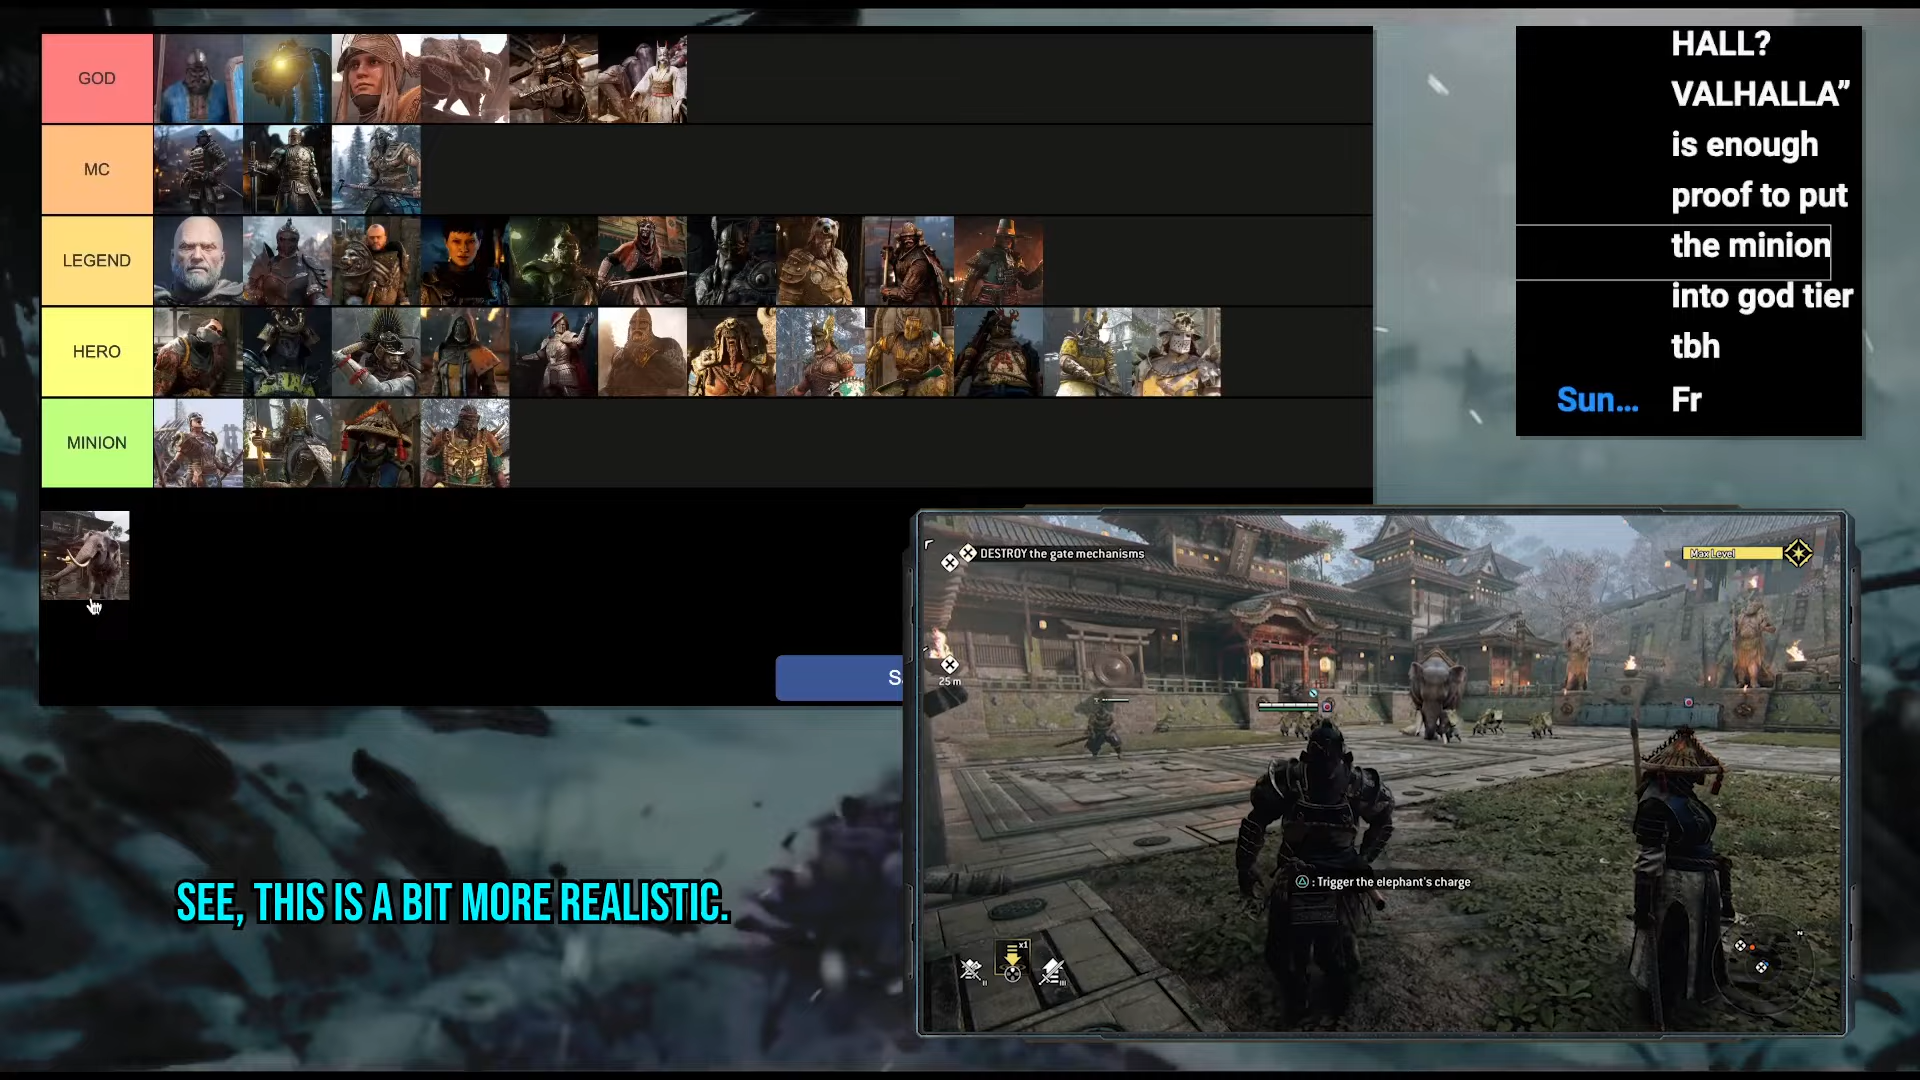 GOD
MC
LEGEND
HERO
MINION
HALL?
VALHALLA”
is enough
proof to put
the minion
into god tier
tbh
Sun... Fr
DESTROY the gate mechanisms
Max Level
25 m
: Trigger the elephant's charge
x1
II
III
N
SEE, THIS IS A BIT MORE REALISTIC.